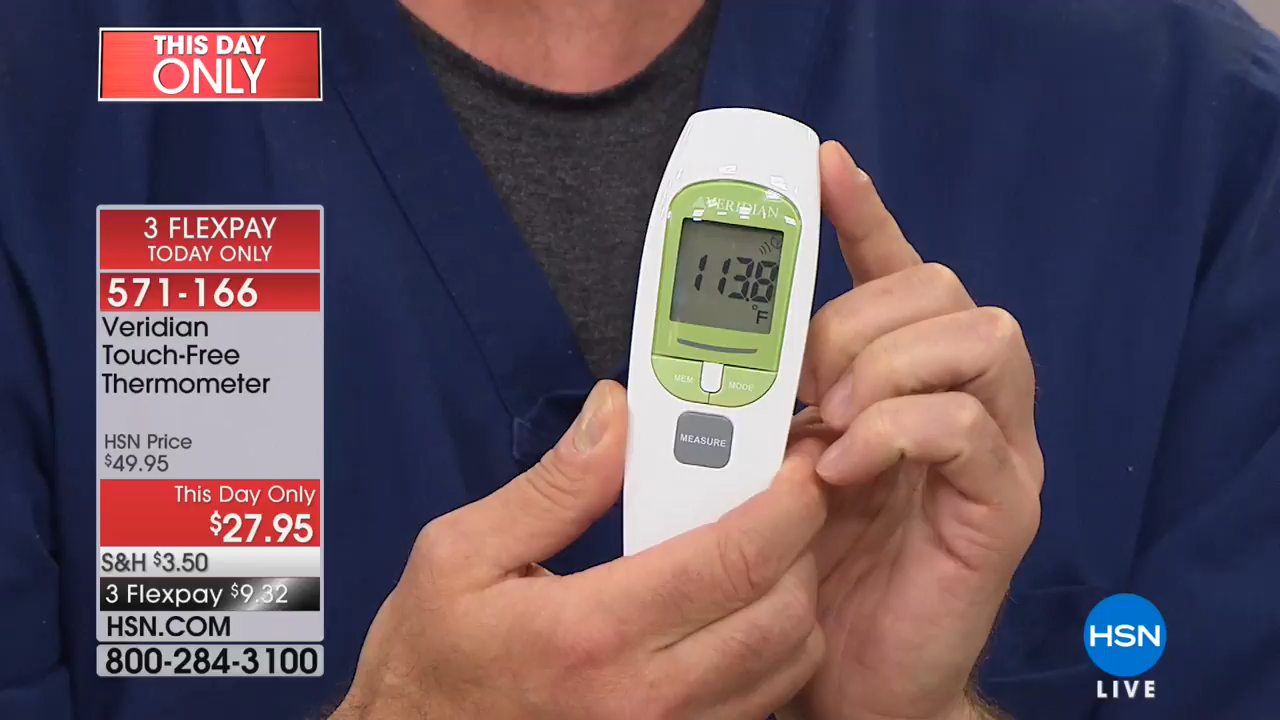 THIS DAY
ONLY
3 FLEXPAY
TODAY ONLY
571-166
Veridian
Touch-Free
Thermometer
HSN Price
$49.95
This Day Only
$27.95
S&H $3.50
3 Flexpay $9.32
HSN.COM
800-284-3100
VERIDIAN
113.8
°F
MEM
MODE
MEASURE
HSN
LIVE